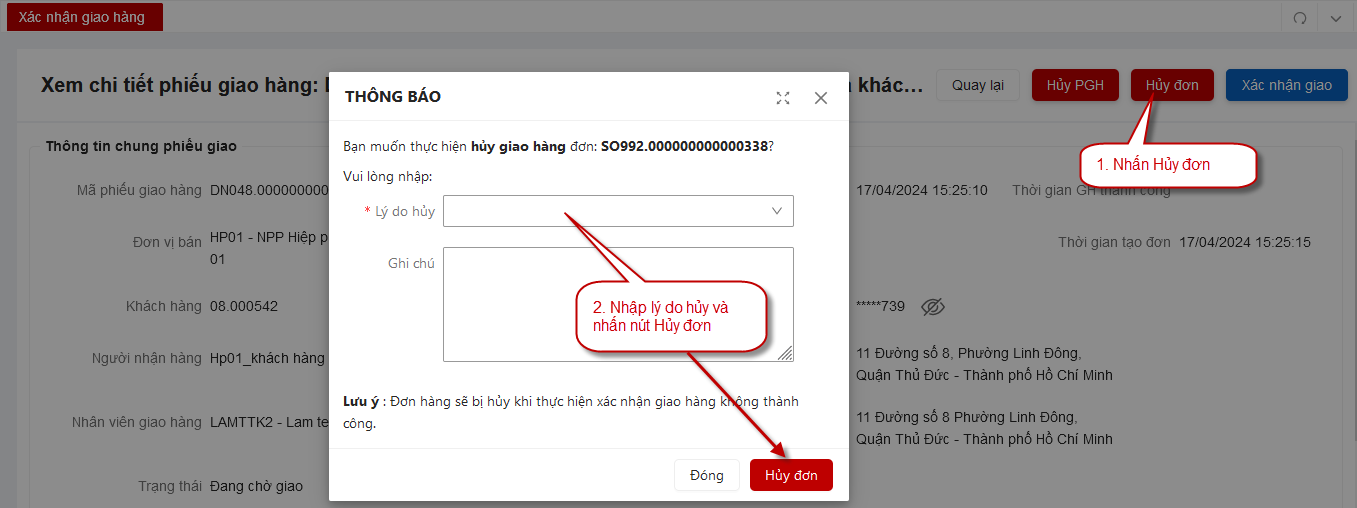 Xác nhận giao hàng
Xem chi tiết phiếu giao hàng:
khác...
Quay lại
Hủy PGH
Hủy đơn
Xác nhận giao
THÔNG BÁO
Thông tin chung phiếu giao
Bạn muốn thực hiện hủy giao hàng đơn: SO992.000000000000338?
Vui lòng nhập:
1. Nhấn Hủy đơn
Mã phiếu giao hàng DN048.000000000
17/04/2024 15:25:10
Thời gian GH thành công
* Lý do hủy
Đơn vị bán HP01 - NPP Hiệp p
01
Thời gian tạo đơn 17/04/2024 15:25:15
Ghi chú
Khách hàng 08.000542
*****739
2. Nhập lý do hủy và
nhấn nút Hủy đơn
Người nhận hàng Hp01_khách hàng
11 Đường số 8, Phường Linh Đông,
Quận Thủ Đức - Thành phố Hồ Chí Minh
Lưu ý : Đơn hàng sẽ bị hủy khi thực hiện xác nhận giao hàng không thành
công.
Nhân viên giao hàng LAMTTK2 - Lam te
11 Đường số 8 Phường Linh Đông,
Quận Thủ Đức - Thành phố Hồ Chí Minh
Đóng
Hủy đơn
Trạng thái Đang chờ giao